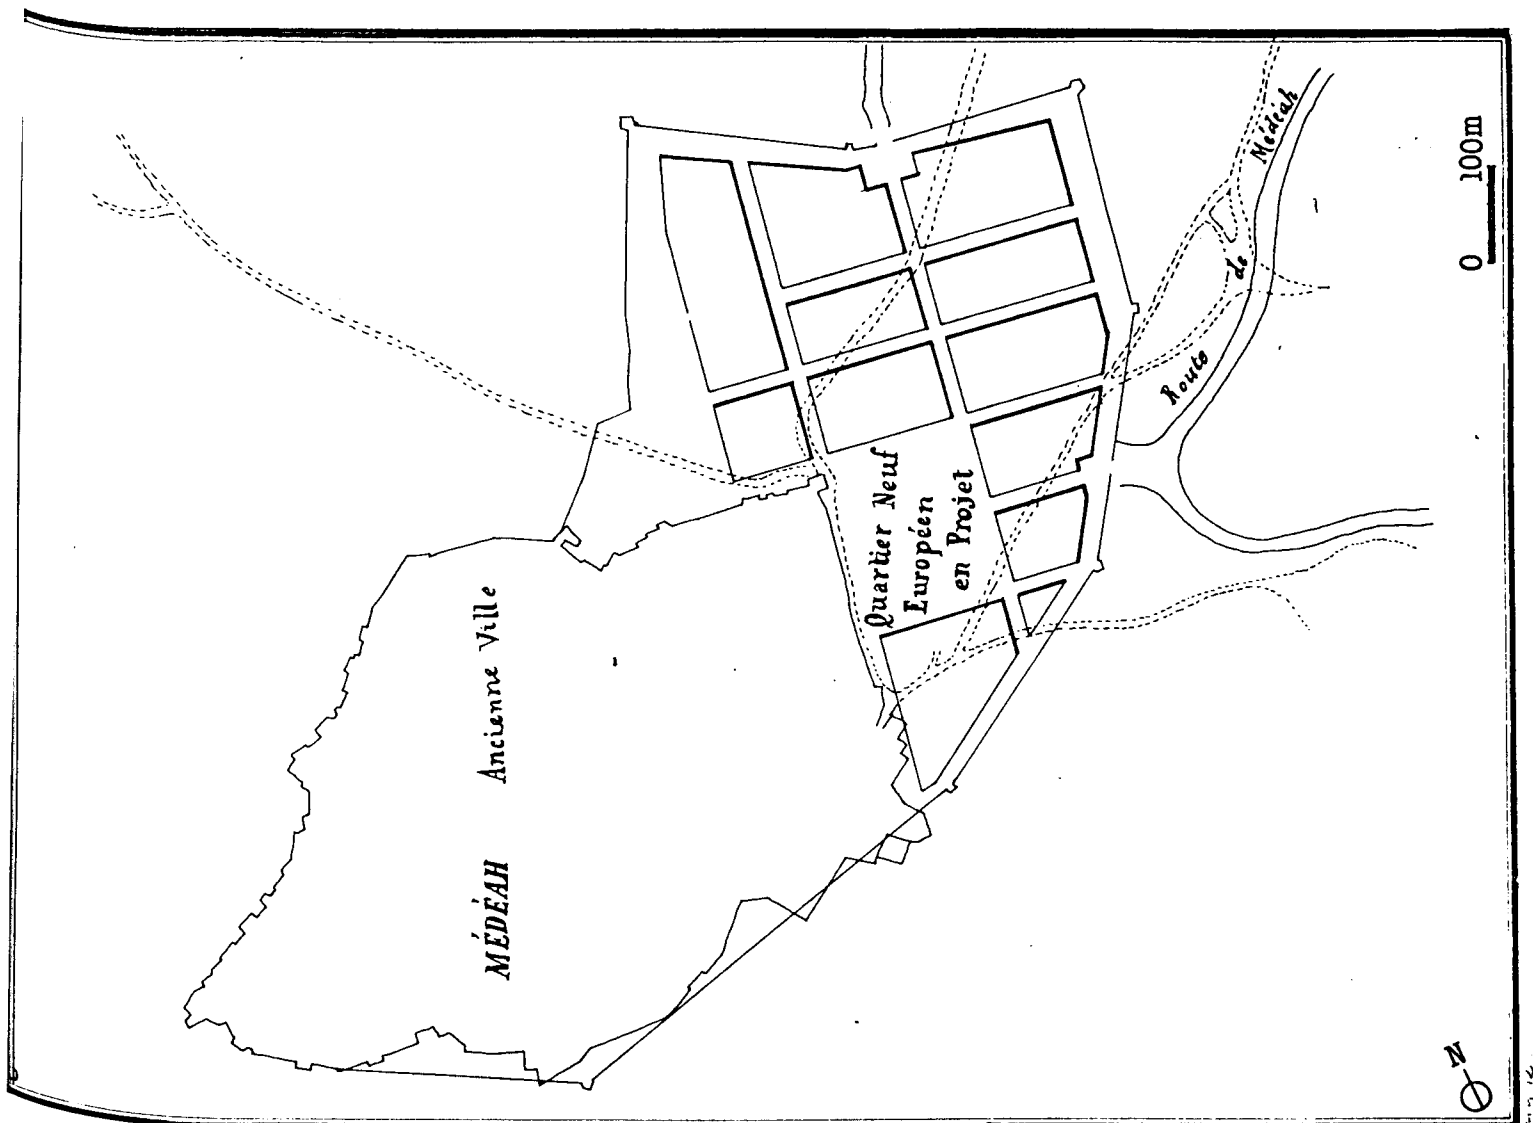 MÉDÉAH Ancienne Ville
Quartier Neuf
Européen
en Projet
Route de Médéah
0 100m
N